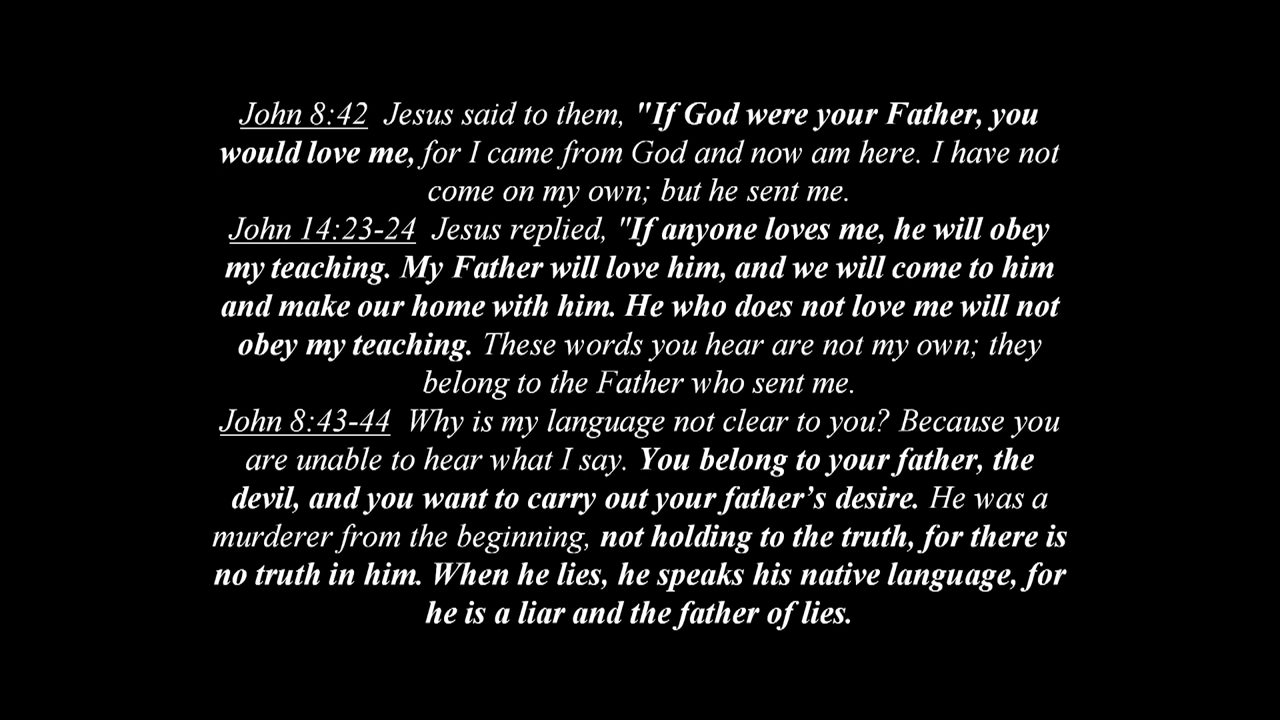 John 8:42 Jesus said to them, "If God were your Father, you
would love me, for I came from God and now am here. I have not
come on my own; but he sent me.
John 14:23-24 Jesus replied, "If anyone loves me, he will obey
my teaching. My Father will love him, and we will come to him
and make our home with him. He who does not love me will not
obey my teaching. These words you hear are not my own; they
belong to the Father who sent me.
John 8:43-44 Why is my language not clear to you? Because you
are unable to hear what I say. You belong to your father, the
devil, and you want to carry out your father’s desire. He was a
murderer from the beginning, not holding to the truth, for there is
no truth in him. When he lies, he speaks his native language, for
he is a liar and the father of lies.